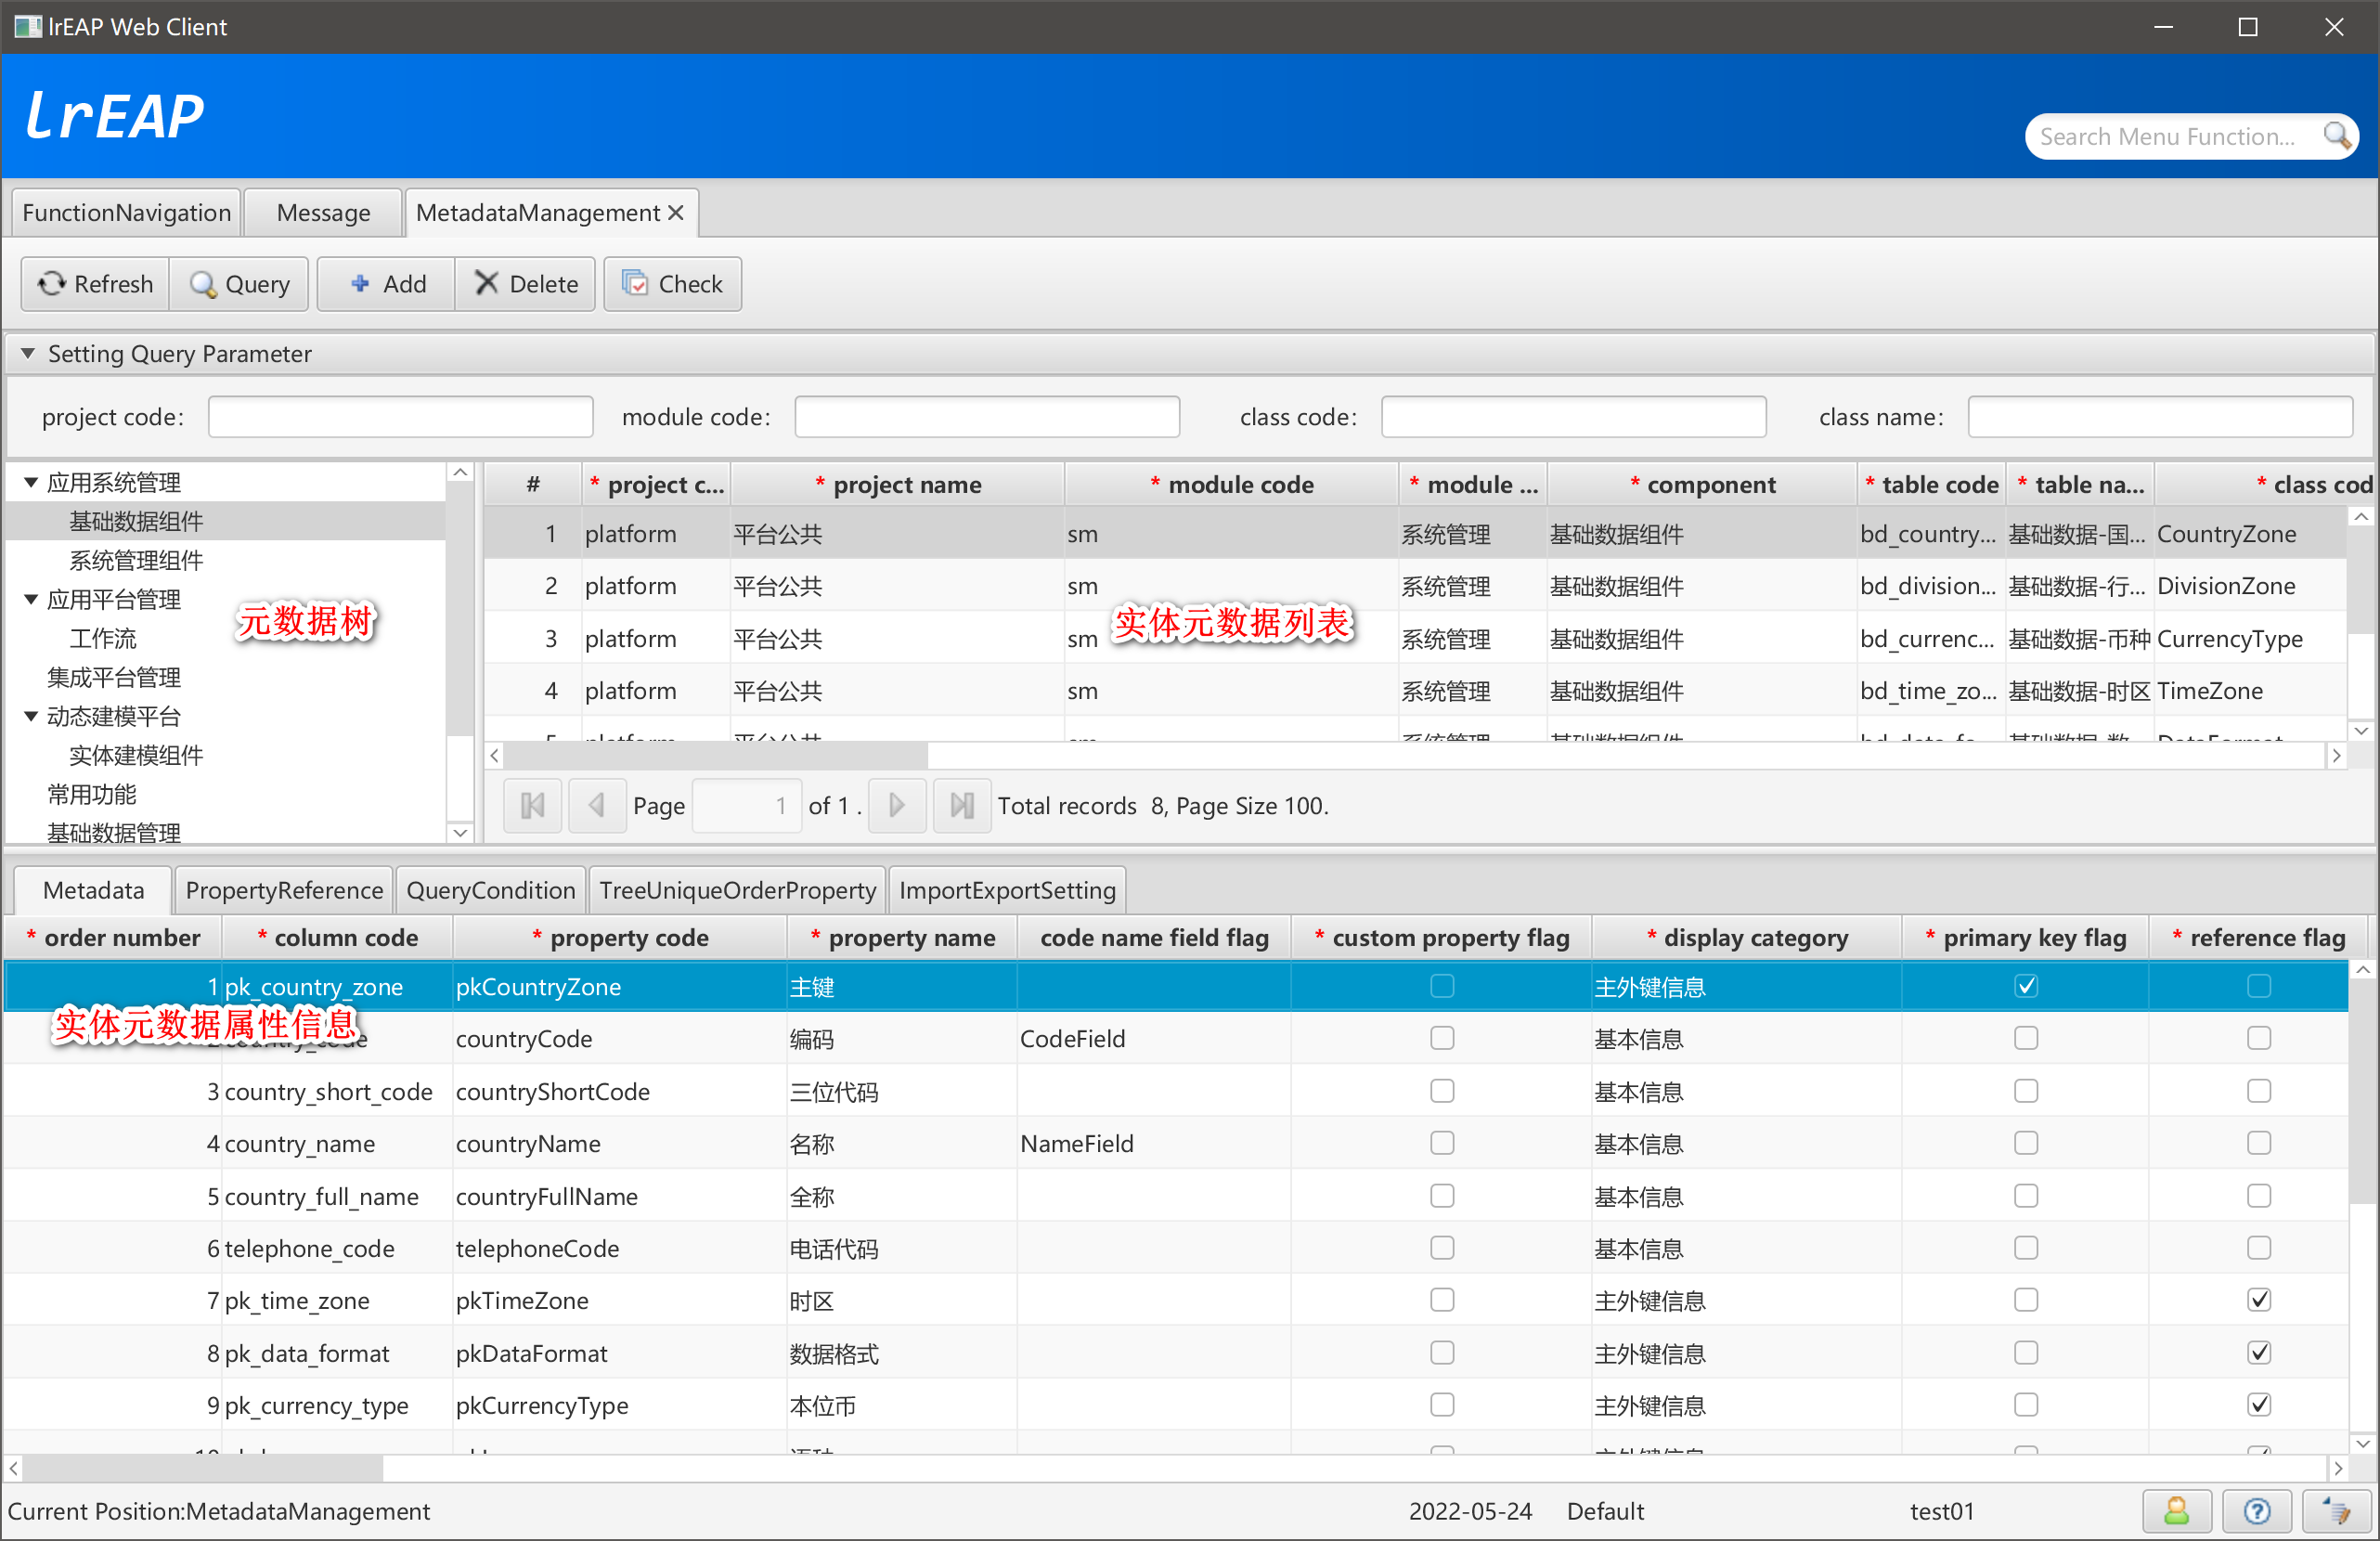 lrEAP Web Client
lrEAP
Search Menu Function...
FunctionNavigation Message MetadataManagement
Refresh Query Add Delete Check
Setting Query Parameter
project code: module code: class code: class name:
应用系统管理
基础数据组件
系统管理组件
应用平台管理
工作流
集成平台管理
动态建模平台
实体建模组件
常用功能
基础数据管理
元数据树
# * project c... * project name * module code * module ... * component * table code * table na... * class cod
1 platform 平台公共 sm 系统管理 基础数据组件 bd_country... 基础数据-国... CountryZone
2 platform 平台公共 sm 系统管理 基础数据组件 bd_division... 基础数据-行... DivisionZone
3 platform 平台公共 sm 系统管理 基础数据组件 bd_currenc... 基础数据-币种 CurrencyType
4 platform 平台公共 sm 系统管理 基础数据组件 bd_time_zo... 基础数据-时区 TimeZone
实体元数据列表
Page 1 of 1 . Total records 8, Page Size 100.
Metadata PropertyReference QueryCondition TreeUniqueOrderProperty ImportExportSetting
* order number * column code * property code * property name code name field flag * custom property flag * display category * primary key flag * reference flag
1 pk_country_zone pkCountryZone 主键 主外键信息
实体元数据属性信息
countryCode 编码 CodeField 基本信息
3 country_short_code countryShortCode 三位代码 基本信息
4 country_name countryName 名称 NameField 基本信息
5 country_full_name countryFullName 全称 基本信息
6 telephone_code telephoneCode 电话代码 基本信息
7 pk_time_zone pkTimeZone 时区 主外键信息
8 pk_data_format pkDataFormat 数据格式 主外键信息
9 pk_currency_type pkCurrencyType 本位币 主外键信息
Current Position:MetadataManagement 2022-05-24 Default test01